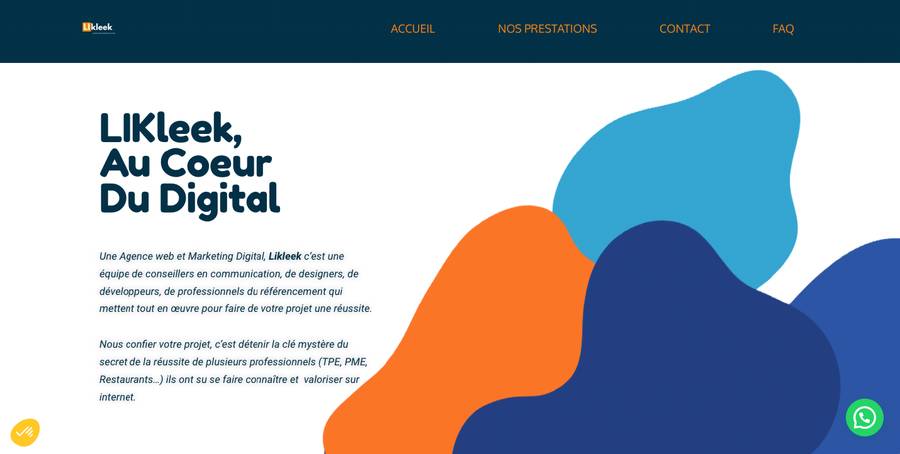 LIkleek
ACCUEIL
NOS PRESTATIONS
CONTACT
FAQ
LIKleek,
Au Coeur
Du Digital
Une Agence web et Marketing Digital, Likleek c’est une
équipe de conseillers en communication, de designers, de
développeurs, de professionnels du référencement qui
mettent tout en œuvre pour faire de votre projet une réussite.
Nous confier votre projet, c’est détenir la clé mystère du
secret de la réussite de plusieurs professionnels (TPE, PME,
Restaurants…) ils ont su se faire connaître et  valoriser sur
internet.